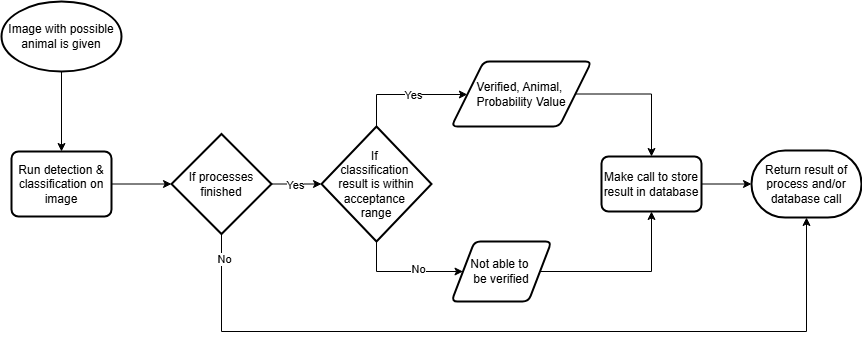 Image with possible
animal is given
Run detection &
classification on
image
If processes
finished
Yes
If
classification
result is within
acceptance
range
Yes
Verified, Animal,
Probability Value
No
Not able to
be verified
Make call to store
result in database
Return result of
process and/or
database call
No